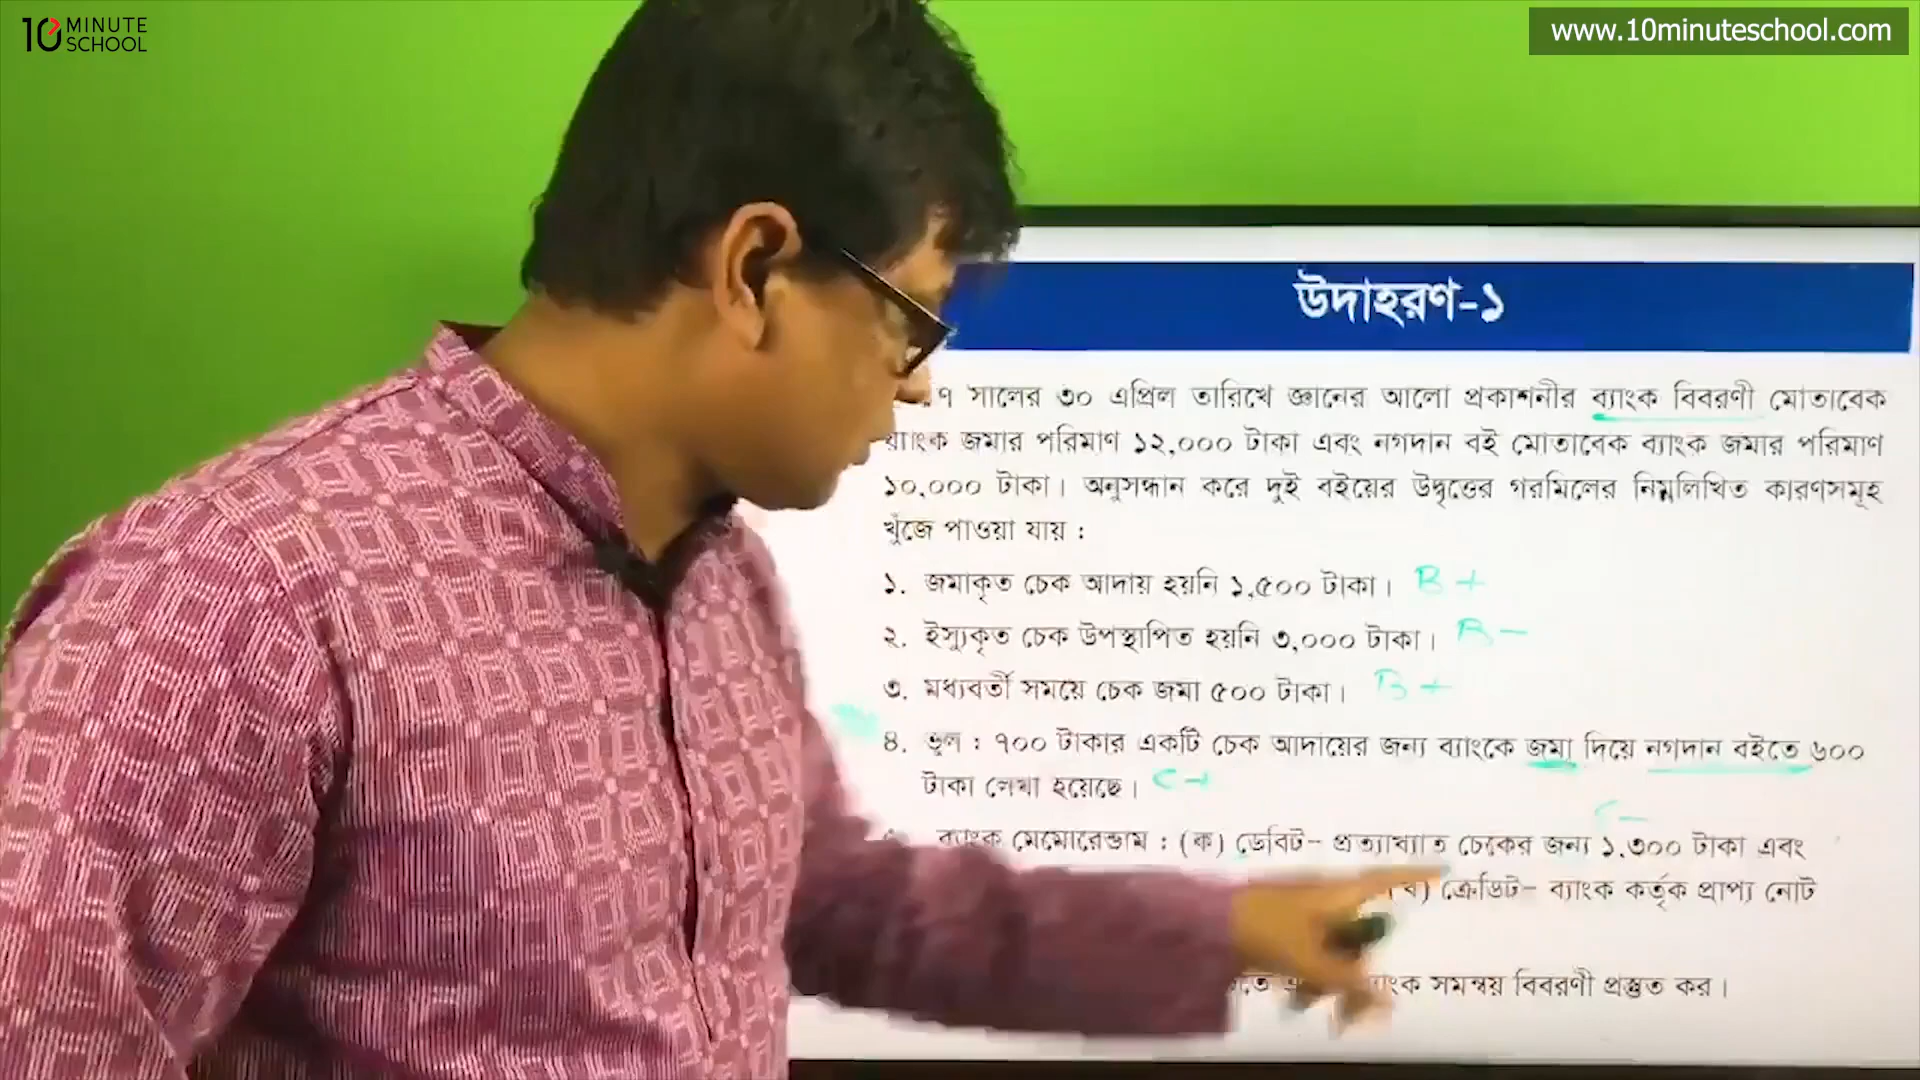 10 MINUTE
SCHOOL
www.10minuteschool.com
উদাহরণ-১
৭ সালের ৩০ এপ্রিল তারিখে জ্ঞানের আলো প্রকাশনীর ব্যাংক বিবরণী মোতাবেক
ব্যাংক জমার পরিমাণ ১২,০০০ টাকা এবং নগদান বই মোতাবেক ব্যাংক জমার পরিমাণ
১০,০০০ টাকা। অনুসন্ধান করে দুই বইয়ের উদ্বৃত্তের গরমিলের নিম্নলিখিত কারণসমূহ
খুঁজে পাওয়া যায় :
১. জমাকৃত চেক আদায় হয়নি ১,৫০০ টাকা। B +
২. ইস্যুকৃত চেক উপস্থাপিত হয়নি ৩,০০০ টাকা। B -
৩. মধ্যবর্তী সময়ে চেক জমা ৫০০ টাকা। B +
৪. ভুল : ৭০০ টাকার একটি চেক আদায়ের জন্য ব্যাংকে জমা দিয়ে নগদান বইতে ৬০০
টাকা লেখা হয়েছে। C +
C -
ব্যাংক মেমোরেন্ডাম : (ক) ডেবিট- প্রত্যাখ্যাত চেকের জন্য ১,৩০০ টাকা এবং
(খ) ক্রেডিট- ব্যাংক কর্তৃক প্রাপ্য নোট
সমন্বয় বিবরণী প্রস্তুত কর।